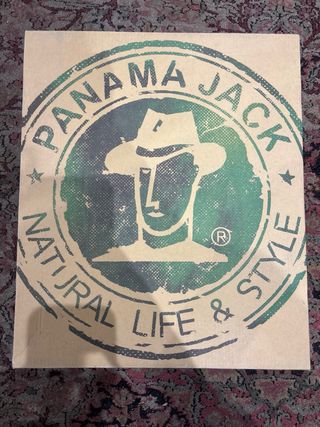 PANAMA JACK
®
NATURAL LIFE & STYLE